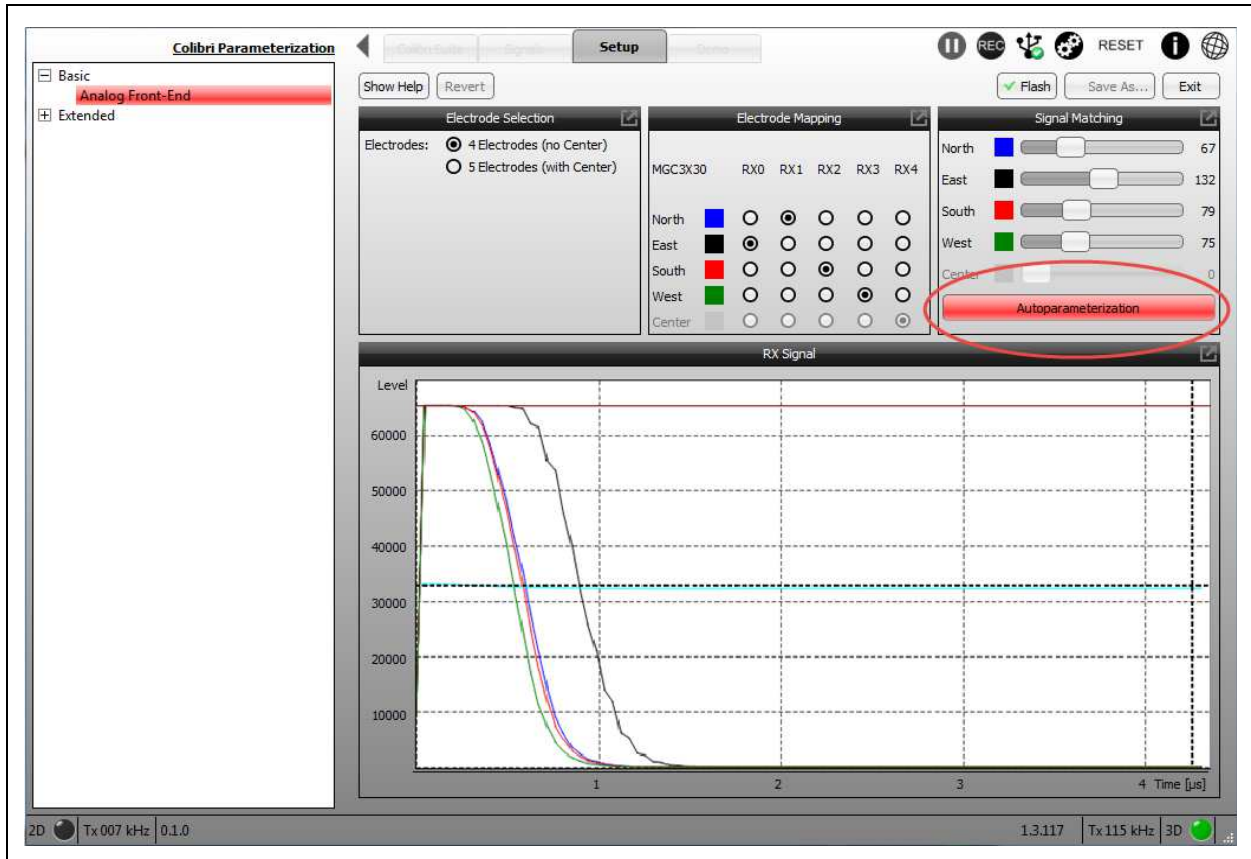 Colibri Parameterization
Setup
REC
RESET
Basic
Analog Front-End
Extended
Show Help
Revert
Flash
Save As...
Exit
Electrode Selection
Electrodes:
4 Electrodes (no Center)
5 Electrodes (with Center)
Electrode Mapping
MGC3X30 RX0 RX1 RX2 RX3 RX4
North
East
South
West
Center
Signal Matching
North 67
East 132
South 79
West 75
Center 0
Autoparameterization
RX Signal
Level
60000
50000
40000
30000
20000
10000
1 2 3 4 Time [µs]
2D Tx 007 kHz 0.1.0
1.3.117 Tx 115 kHz 3D